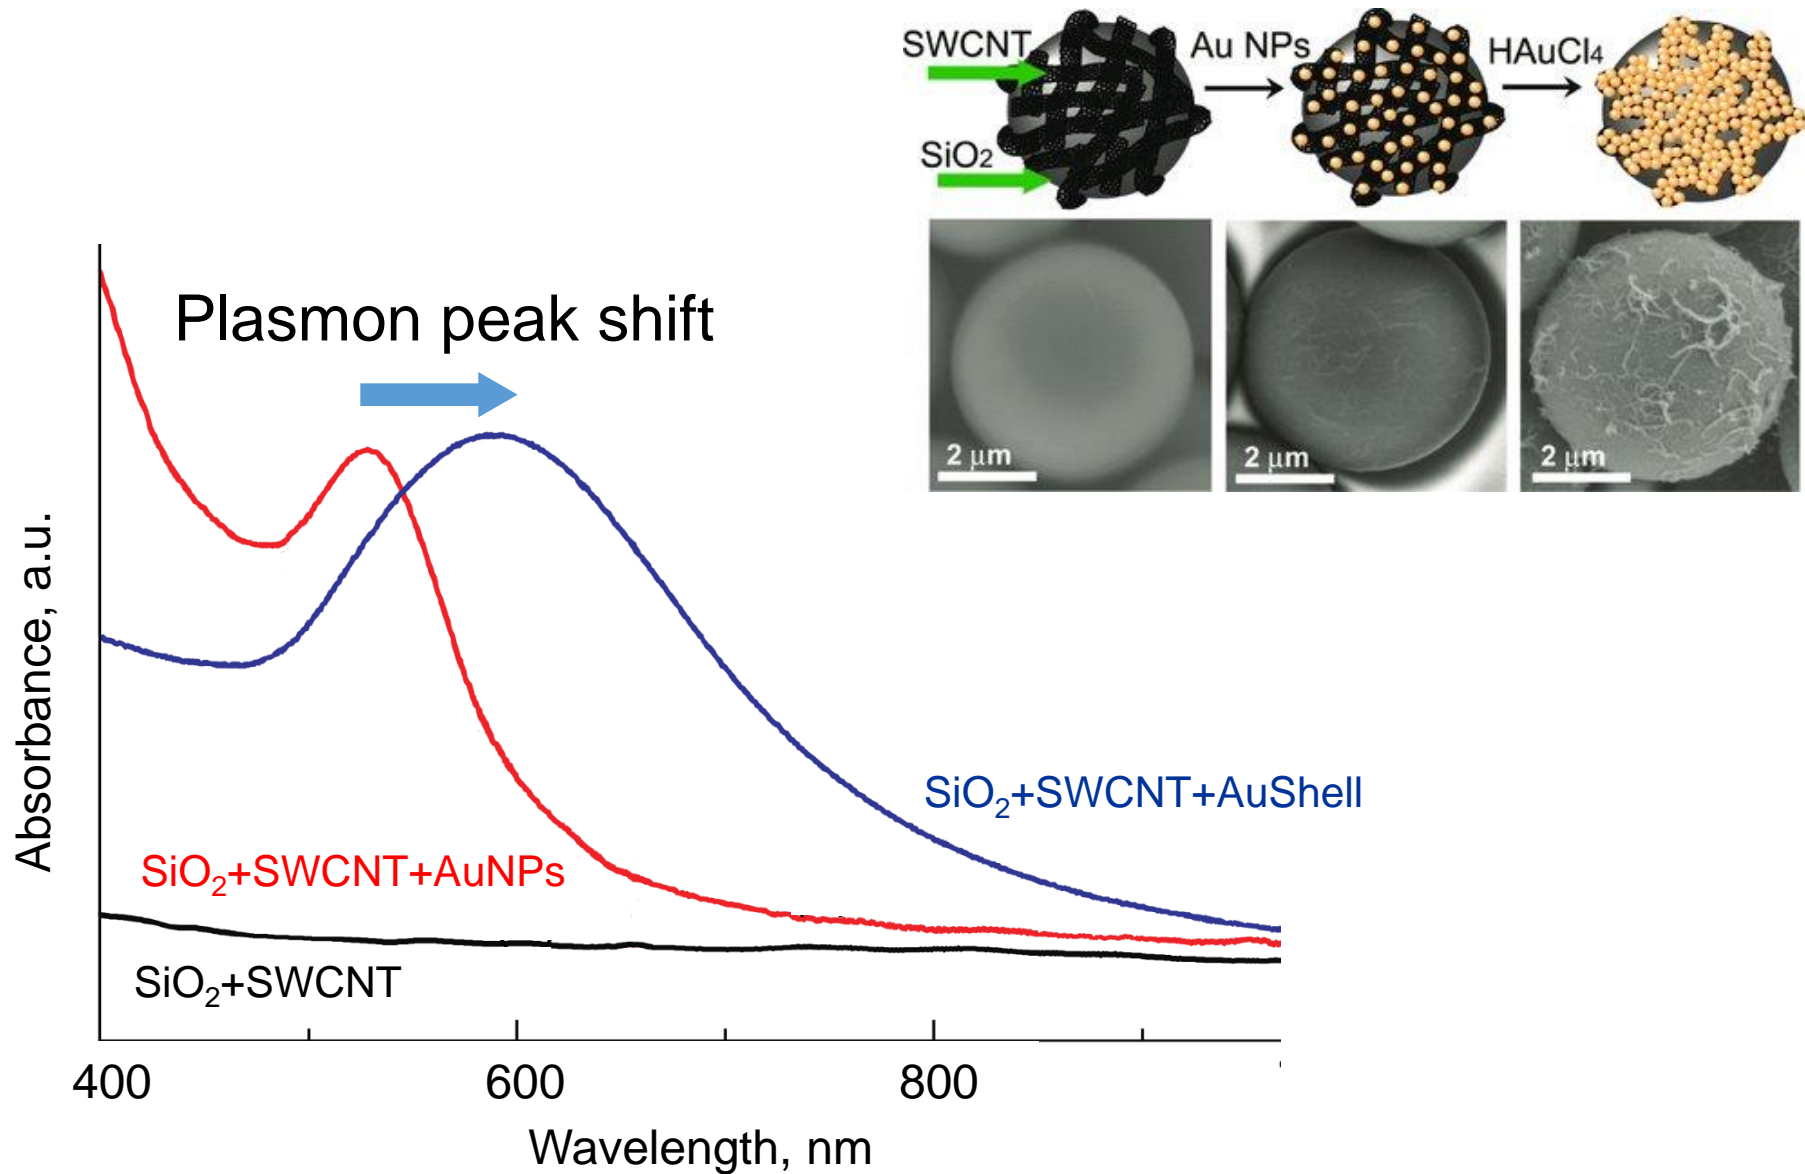 SWCNT
Au NPs
HAuCl4
SiO2
2 μm
2 μm
2 μm
Plasmon peak shift
Absorbance, a.u.
SiO2+SWCNT+AuShell
SiO2+SWCNT+AuNPs
SiO2+SWCNT
400
600
800
Wavelength, nm